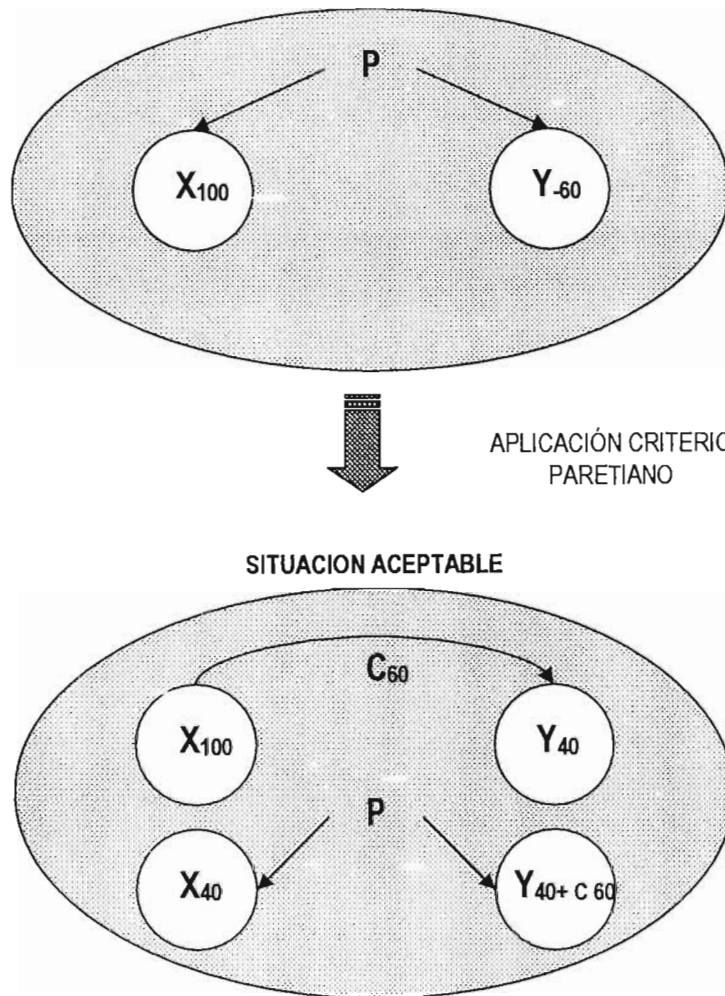 P
X100
Y-60
APLICACIÓN CRITERIO
PARETIANO
SITUACION ACEPTABLE
C60
X100
Y40
P
X40
Y40+ C 60